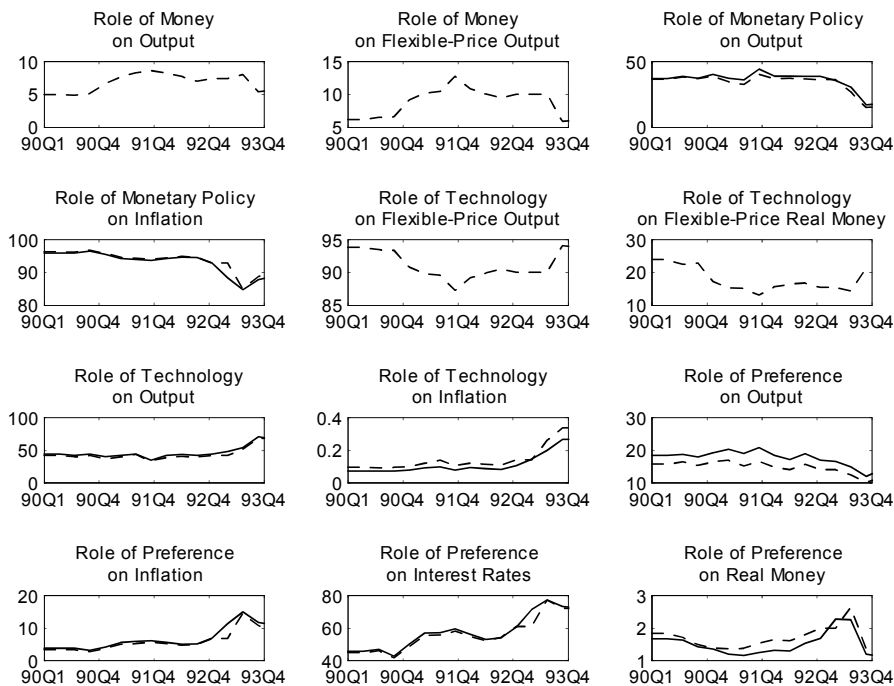 Role of Money
on Output
10
5
0
90Q1 90Q4 91Q4 92Q4 93Q4
Role of Money
on Flexible-Price Output
15
10
5
90Q1 90Q4 91Q4 92Q4 93Q4
Role of Monetary Policy
on Output
50
0
90Q1 90Q4 91Q4 92Q4 93Q4
Role of Monetary Policy
on Inflation
100
90
80
90Q1 90Q4 91Q4 92Q4 93Q4
Role of Technology
on Flexible-Price Output
95
90
85
90Q1 90Q4 91Q4 92Q4 93Q4
Role of Technology
on Flexible-Price Real Money
30
20
10
90Q1 90Q4 91Q4 92Q4 93Q4
Role of Technology
on Output
100
50
0
90Q1 90Q4 91Q4 92Q4 93Q4
Role of Technology
on Inflation
0.4
0.2
0
90Q1 90Q4 91Q4 92Q4 93Q4
Role of Preference
on Output
30
20
10
90Q1 90Q4 91Q4 92Q4 93Q4
Role of Preference
on Inflation
20
10
0
90Q1 90Q4 91Q4 92Q4 93Q4
Role of Preference
on Interest Rates
80
60
40
90Q1 90Q4 91Q4 92Q4 93Q4
Role of Preference
on Real Money
3
2
1
90Q1 90Q4 91Q4 92Q4 93Q4